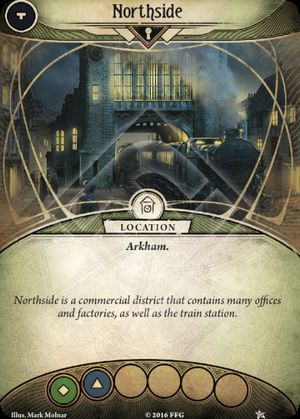 Northside
LOCATION
Arkham.
Northside is a commercial district that contains many offices
and factories, as well as the train station.
Illus. Mark Molnar
© 2016 FFG